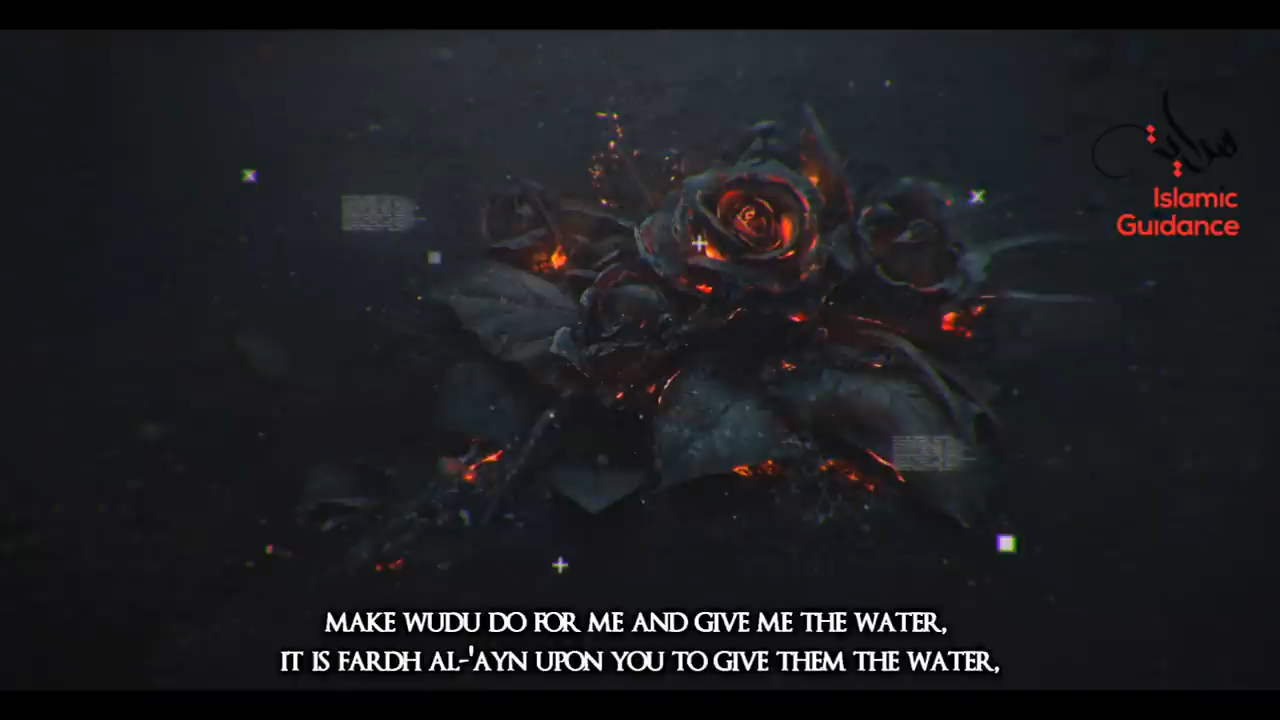 هداية
Islamic
Guidance
MAKE WUDU DO FOR ME AND GIVE ME THE WATER,
IT IS FARDH AL-'AYN UPON YOU TO GIVE THEM THE WATER,